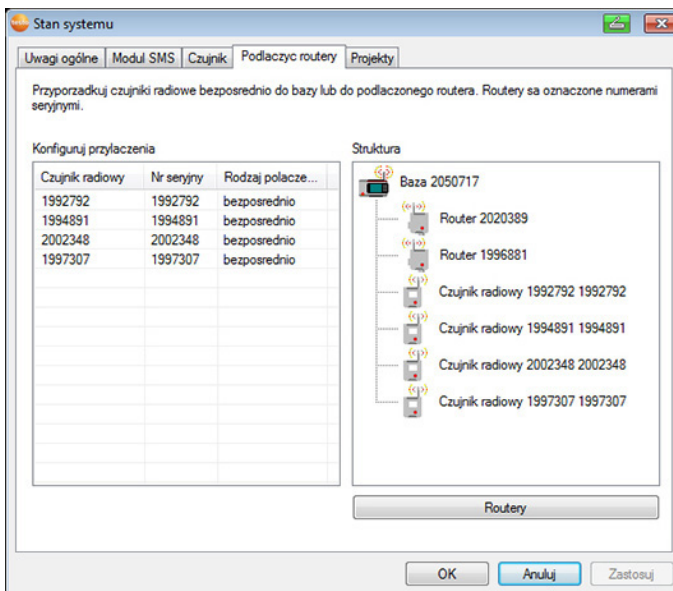 testo Stan systemu
Uwagi ogólne Modul SMS Czujnik Podlaczyc routery Projekty
Przyporzadkuj czujniki radiowe bezposrednio do bazy lub do podlaczonego routera. Routery sa oznaczone numerami
seryjnymi.
Konfiguruj przylaczenia
Czujnik radiowy Nr seryjny Rodzaj polacze...
1992792 1992792 bezposrednio
1994891 1994891 bezposrednio
2002348 2002348 bezposrednio
1997307 1997307 bezposrednio
Struktura
Baza 2050717
Router 2020389
Router 1996881
Czujnik radiowy 1992792 1992792
Czujnik radiowy 1994891 1994891
Czujnik radiowy 2002348 2002348
Czujnik radiowy 1997307 1997307
Routery
OK Anuluj Zastosuj